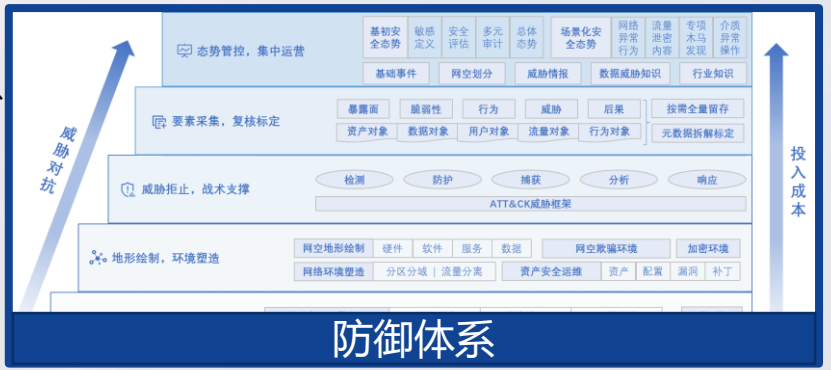 态势管控，集中运营
基初安全态势 敏感定义 安全评估 多元审计 总体态势 场景化安全态势 网络异常行为 流量泄密内容 专项木马发现 介质异常操作
基础事件 网空划分 威胁情报 数据威胁知识 行业知识
要素采集，复核标定
暴露面 脆弱性 行为 威胁 后果 按需全量留存
资产对象 数据对象 用户对象 流量对象 行为对象 元数据拆解标定
威胁对抗
投入成本
威胁拒止，战术支撑
检测 防护 捕获 分析 响应
ATT&CK威胁框架
地形绘制，环境塑造
网空地形绘制 硬件 软件 服务 数据 网空欺骗环境 加密环境
网络环境塑造 分区分域 | 流量分离 资产安全运维 资产 配置 漏洞 补丁
防御体系